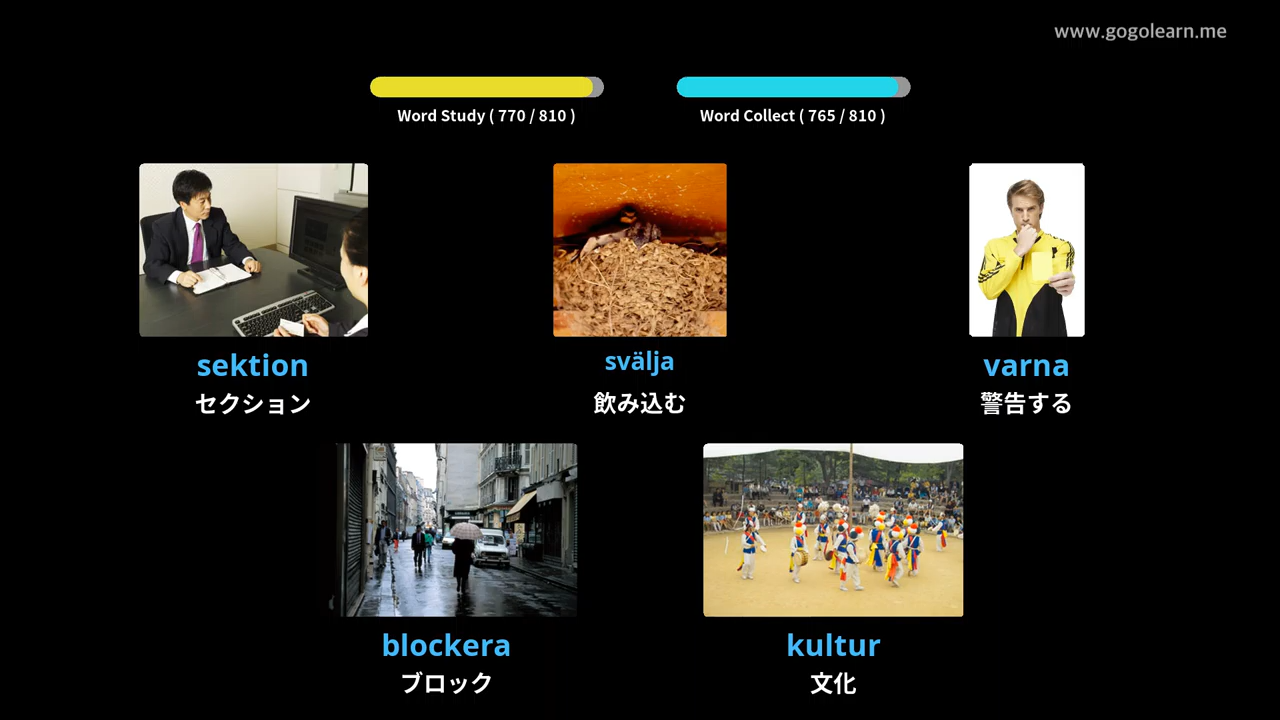 www.gogolearn.me
Word Study ( 770 / 810 )
Word Collect ( 765 / 810 )
sektion
セクション
svälja
飲み込む
varna
警告する
blockera
ブロック
kultur
文化